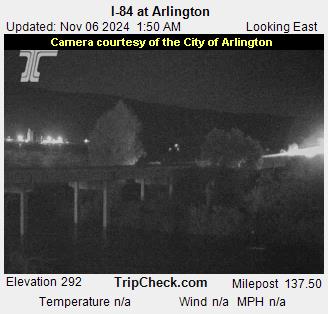 I-84 at Arlington
Updated: Nov 06 2024 1:50 AM Looking East
Camera courtesy of the City of Arlington
Elevation 292 TripCheck.com Milepost 137.50
Temperature n/a Wind n/a MPH n/a